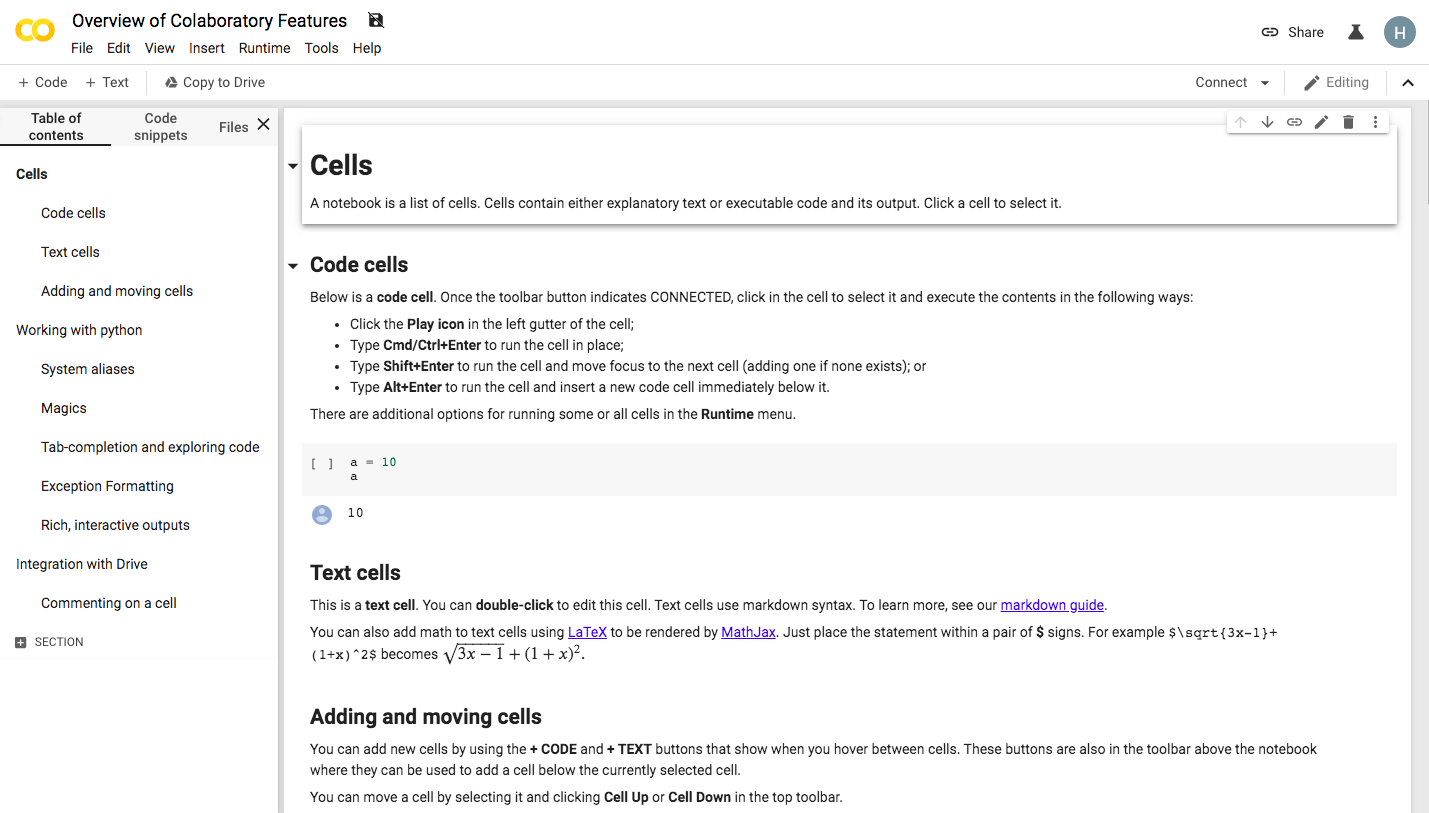 Overview of Colaboratory Features
File Edit View Insert Runtime Tools Help
Share
H
+ Code + Text Copy to Drive
Connect Editing
Table of contents
Code snippets
Files
Cells
Code cells
Text cells
Adding and moving cells
Working with python
System aliases
Magics
Tab-completion and exploring code
Exception Formatting
Rich, interactive outputs
Integration with Drive
Commenting on a cell
SECTION
Cells
A notebook is a list of cells. Cells contain either explanatory text or executable code and its output. Click a cell to select it.
Code cells
Below is a code cell. Once the toolbar button indicates CONNECTED, click in the cell to select it and execute the contents in the following ways:
• Click the Play icon in the left gutter of the cell;
• Type Cmd/Ctrl+Enter to run the cell in place;
• Type Shift+Enter to run the cell and move focus to the next cell (adding one if none exists); or
• Type Alt+Enter to run the cell and insert a new code cell immediately below it.
There are additional options for running some or all cells in the Runtime menu.
[ ] a = 10
a
10
Text cells
This is a text cell. You can double-click to edit this cell. Text cells use markdown syntax. To learn more, see our markdown guide.
You can also add math to text cells using LaTeX to be rendered by MathJax. Just place the statement within a pair of $ signs. For example $\sqrt{3x-1}+
(1+x)^2$ becomes √3x − 1 + (1 + x)².
Adding and moving cells
You can add new cells by using the + CODE and + TEXT buttons that show when you hover between cells. These buttons are also in the toolbar above the notebook
where they can be used to add a cell below the currently selected cell.
You can move a cell by selecting it and clicking Cell Up or Cell Down in the top toolbar.